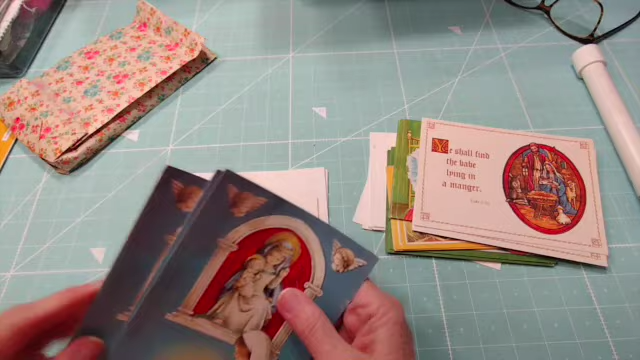 Ye shall find
the babe
lying in
a manger.